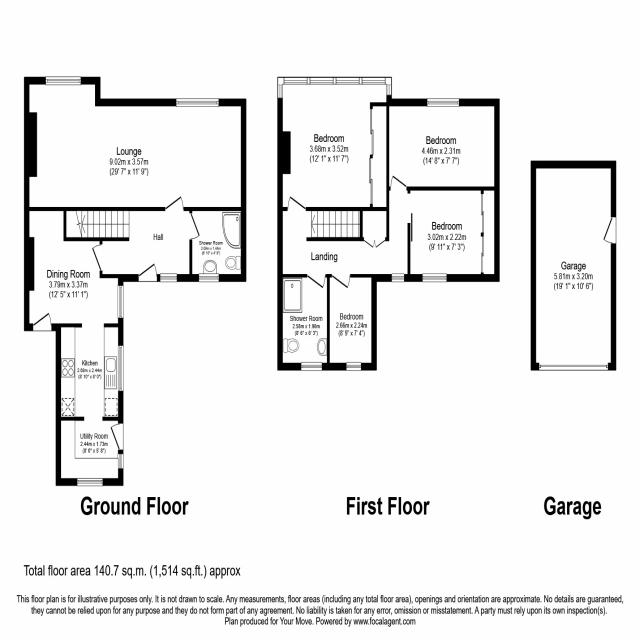 Lounge
9.02m x 3.57m
(29' 7" x 11' 9")
Hall
Shower Room
Dining Room
3.79m x 3.37m
(12' 5" x 11' 1")
Kitchen
2.68m x 2.44m
(8' 10" x 8' 0")
Utility Room
2.44m x 1.73m
(8' 0" x 5' 8")
Ground Floor
Bedroom
3.68m x 3.52m
(12' 1" x 11' 7")
Bedroom
4.46m x 2.31m
(14' 8" x 7' 7")
Bedroom
3.02m x 2.22m
(9' 11" x 7' 3")
Landing
Shower Room
2.58m x 1.90m
(8' 6" x 6' 3")
Bedroom
2.66m x 2.24m
(8' 9" x 7' 4")
First Floor
Garage
5.81m x 3.20m
(19' 1" x 10' 6")
Garage
Total floor area 140.7 sq.m. (1,514 sq.ft.) approx
This floor plan is for illustrative purposes only. It is not drawn to scale. Any measurements, floor areas (including any total floor area), openings and orientation are approximate. No details are guaranteed,
they cannot be relied upon for any purpose and they do not form part of any agreement. No liability is taken for any error, omission or misstatement. A party must rely upon its own inspection(s).
Plan produced for Your Move. Powered by www.focalagent.com